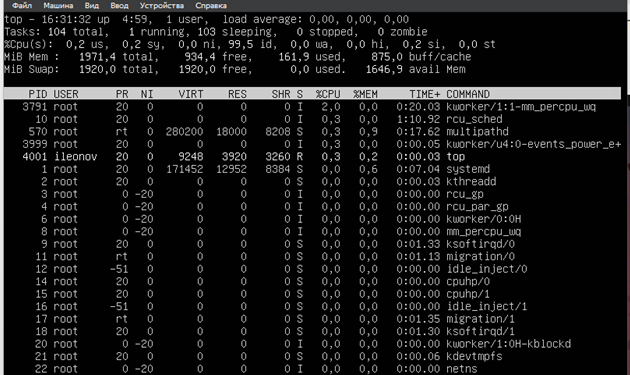 Файл Машина Вид Ввод Устройства Справка
top - 16:31:32 up  4:59,  1 user,  load average: 0,00, 0,00, 0,00
Tasks: 104 total,   1 running, 103 sleeping,   0 stopped,   0 zombie
%Cpu(s):  0,2 us,  0,2 sy,  0,0 ni, 99,5 id,  0,0 wa,  0,0 hi,  0,2 si,  0,0 st
MiB Mem :   1971,4 total,    934,4 free,    161,9 used,    875,0 buff/cache
MiB Swap:   1920,0 total,   1920,0 free,      0,0 used.   1646,9 avail Mem
PID USER PR NI VIRT RES SHR S %CPU %MEM TIME+ COMMAND
3791 root 20 0 0 0 0 I 2,0 0,0 0:20.03 kworker/1:1-mm_percpu_wq
10 root 20 0 0 0 0 I 0,3 0,0 1:10.92 rcu_sched
570 root rt 0 280200 18000 8208 S 0,3 0,9 0:17.62 multipathd
3999 root 20 0 0 0 0 I 0,3 0,0 0:00.05 kworker/u4:0-events_power_e+
4001 ileonov 20 0 9248 3920 3260 R 0,3 0,2 0:00.03 top
1 root 20 0 171452 12952 8384 S 0,0 0,6 0:07.04 systemd
2 root 20 0 0 0 0 S 0,0 0,0 0:00.03 kthreadd
3 root 0 -20 0 0 0 I 0,0 0,0 0:00.00 rcu_gp
4 root 0 -20 0 0 0 I 0,0 0,0 0:00.00 rcu_par_gp
6 root 0 -20 0 0 0 I 0,0 0,0 0:00.00 kworker/0:0H
8 root 0 -20 0 0 0 I 0,0 0,0 0:00.00 mm_percpu_wq
9 root 20 0 0 0 0 S 0,0 0,0 0:01.33 ksoftirqd/0
11 root rt 0 0 0 0 S 0,0 0,0 0:01.13 migration/0
12 root -51 0 0 0 0 S 0,0 0,0 0:00.00 idle_inject/0
14 root 20 0 0 0 0 S 0,0 0,0 0:00.00 cpuhp/0
15 root 20 0 0 0 0 S 0,0 0,0 0:00.00 cpuhp/1
16 root -51 0 0 0 0 S 0,0 0,0 0:00.00 idle_inject/1
17 root rt 0 0 0 0 S 0,0 0,0 0:01.35 migration/1
18 root 20 0 0 0 0 S 0,0 0,0 0:01.30 ksoftirqd/1
20 root 0 -20 0 0 0 I 0,0 0,0 0:00.00 kworker/1:0H-kblockd
21 root 20 0 0 0 0 S 0,0 0,0 0:00.06 kdevtmpfs
22 root 0 -20 0 0 0 I 0,0 0,0 0:00.00 netns